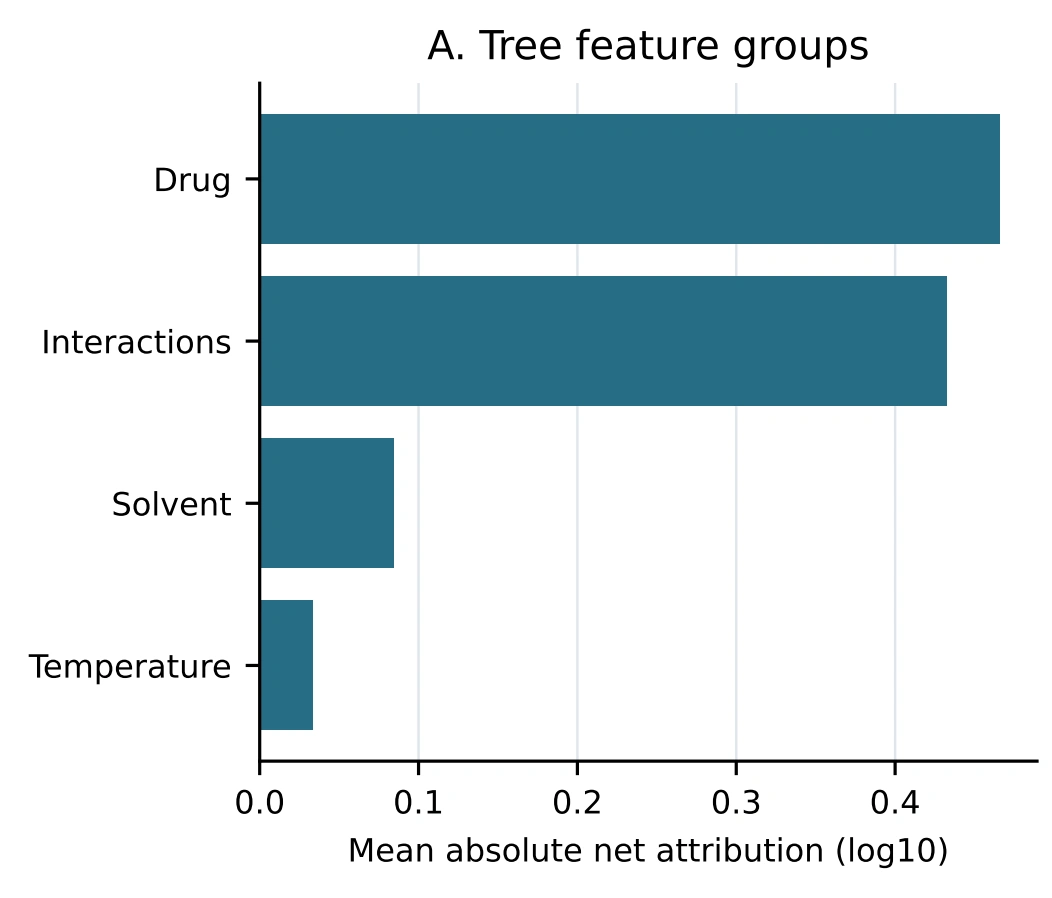 A. Tree feature groups
Drug
Interactions
Solvent
Temperature
0.0 0.1 0.2 0.3 0.4
Mean absolute net attribution (log10)